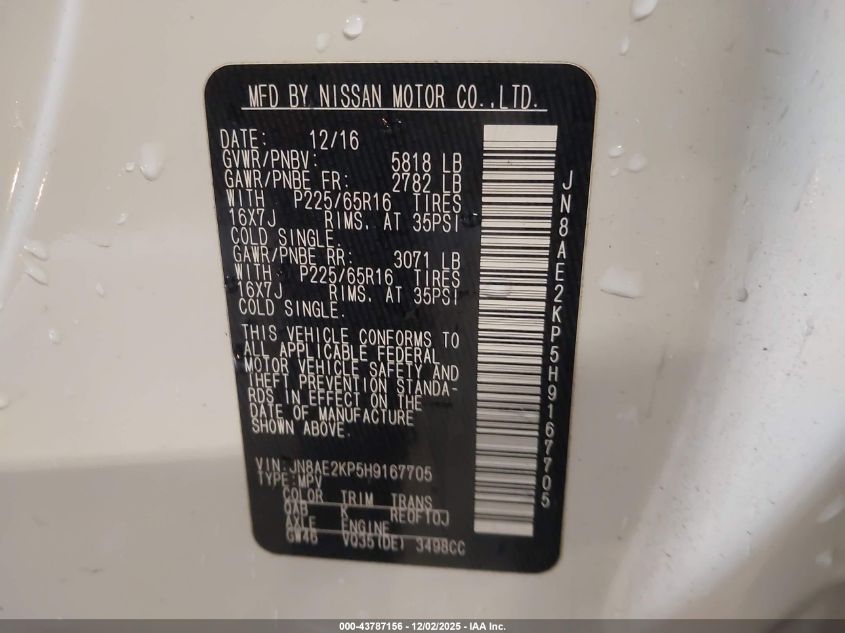 MFD BY NISSAN MOTOR CO.,LTD.
DATE: 12/16
GVWR/PNBV: 5818 LB
GAWR/PNBE FR: 2782 LB
WITH P225/65R16 TIRES
16X7J RIMS. AT 35PSI
COLD SINGLE.
GAWR/PNBE RR: 3071 LB
WITH P225/65R16 TIRES
16X7J RIMS. AT 35PSI
COLD SINGLE.
THIS VEHICLE CONFORMS TO
ALL APPLICABLE FEDERAL
MOTOR VEHICLE SAFETY AND
THEFT PREVENTION STANDA-
RDS IN EFFECT ON THE
DATE OF MANUFACTURE
SHOWN ABOVE.
VIN:JN8AE2KP5H9167705
TYPE:MPV
COLOR TRIM TRANS
QAB K RE0F10J
AXLE ENGINE
GW46 VQ35(DE) 3498CC
JN8AE2KP5H9167705
000-43787156 - 12/02/2025 - IAA Inc.